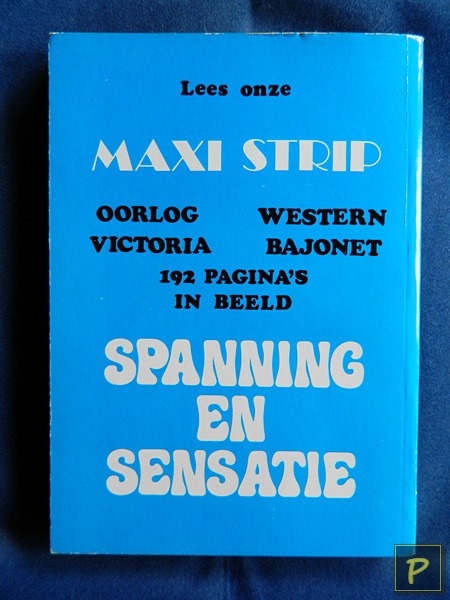 Lees onze
MAXI STRIP
OORLOG WESTERN
VICTORIA BAJONET
192 PAGINA'S
IN BEELD
SPANNING
EN
SENSATIE
P